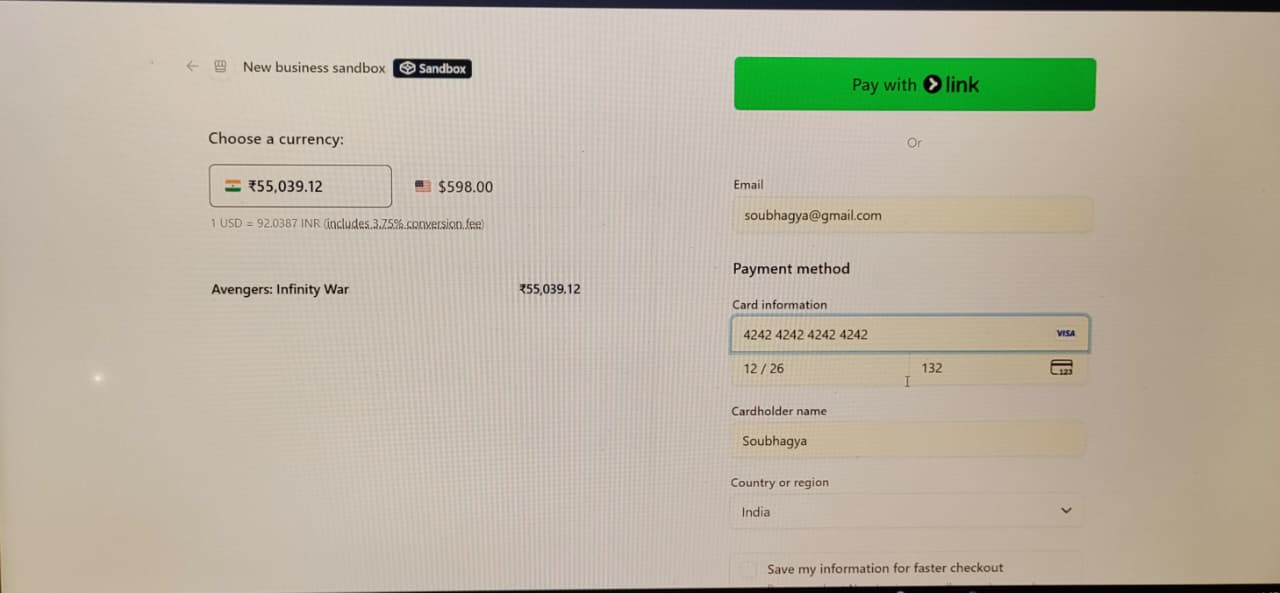 New business sandbox Sandbox
Choose a currency:
₹55,039.12 $598.00
1 USD = 92.0387 INR (includes 3.75% conversion fee)
Avengers: Infinity War ₹55,039.12
Pay with link
Or
Email
soubhagya@gmail.com
Payment method
Card information
4242 4242 4242 4242 VISA
12 / 26 132 123
Cardholder name
Soubhagya
Country or region
India
Save my information for faster checkout